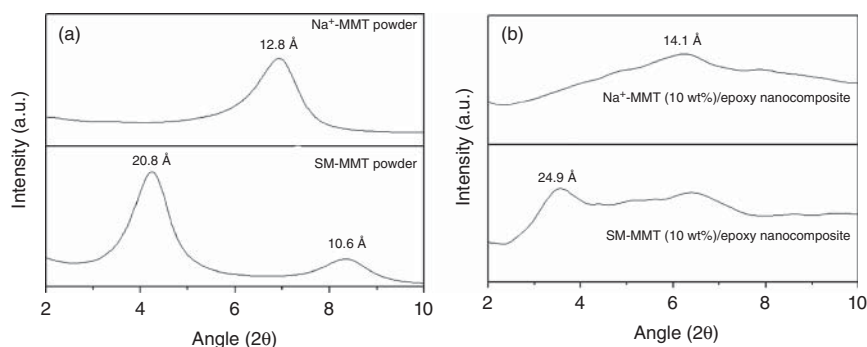 (a)
Na⁺-MMT powder
12.8 Å
SM-MMT powder
20.8 Å
10.6 Å
Intensity (a.u.)
2 4 6 8 10
Angle (2θ)
(b)
14.1 Å
Na⁺-MMT (10 wt%)/epoxy nanocomposite
24.9 Å
SM-MMT (10 wt%)/epoxy nanocomposite
Intensity (a.u.)
2 4 6 8 10
Angle (2θ)